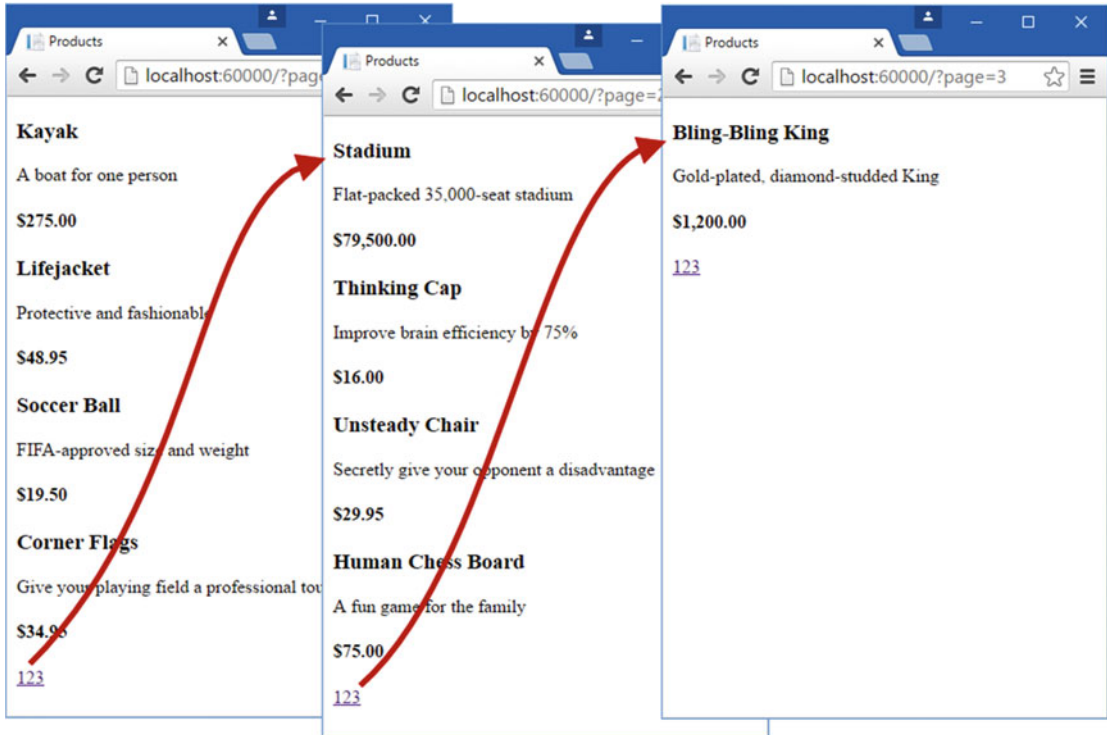 Products
localhost:60000/?pag
Kayak
A boat for one person
$275.00
Lifejacket
Protective and fashionable
$48.95
Soccer Ball
FIFA-approved size and weight
$19.50
Corner Flags
Give your playing field a professional tou
$34.95
123
Products
localhost:60000/?page=2
Stadium
Flat-packed 35,000-seat stadium
$79,500.00
Thinking Cap
Improve brain efficiency by 75%
$16.00
Unsteady Chair
Secretly give your opponent a disadvantage
$29.95
Human Chess Board
A fun game for the family
$75.00
123
Products
localhost:60000/?page=3
Bling-Bling King
Gold-plated, diamond-studded King
$1,200.00
123